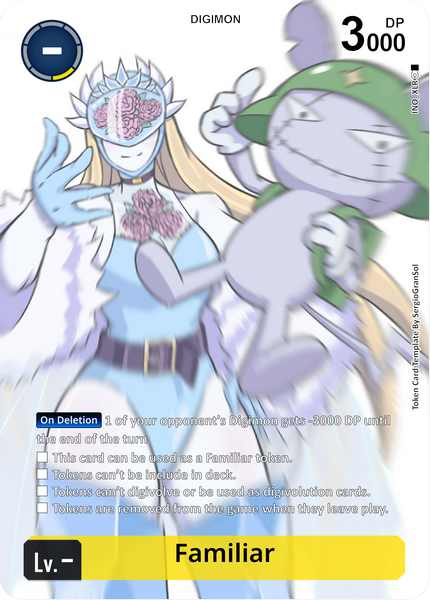 DIGIMON
DP
3000
-
INO_XLR
Token Card Template By SergioGranSol
On Deletion 1 of your opponent's Digimon gets -3000 DP until
the end of the turn
This card can be used as a Familiar token.
Tokens can't be include in deck.
Tokens can't digivolve or be used as digivolution cards.
Tokens are removed from the game when they leave play.
Lv.-
Familiar